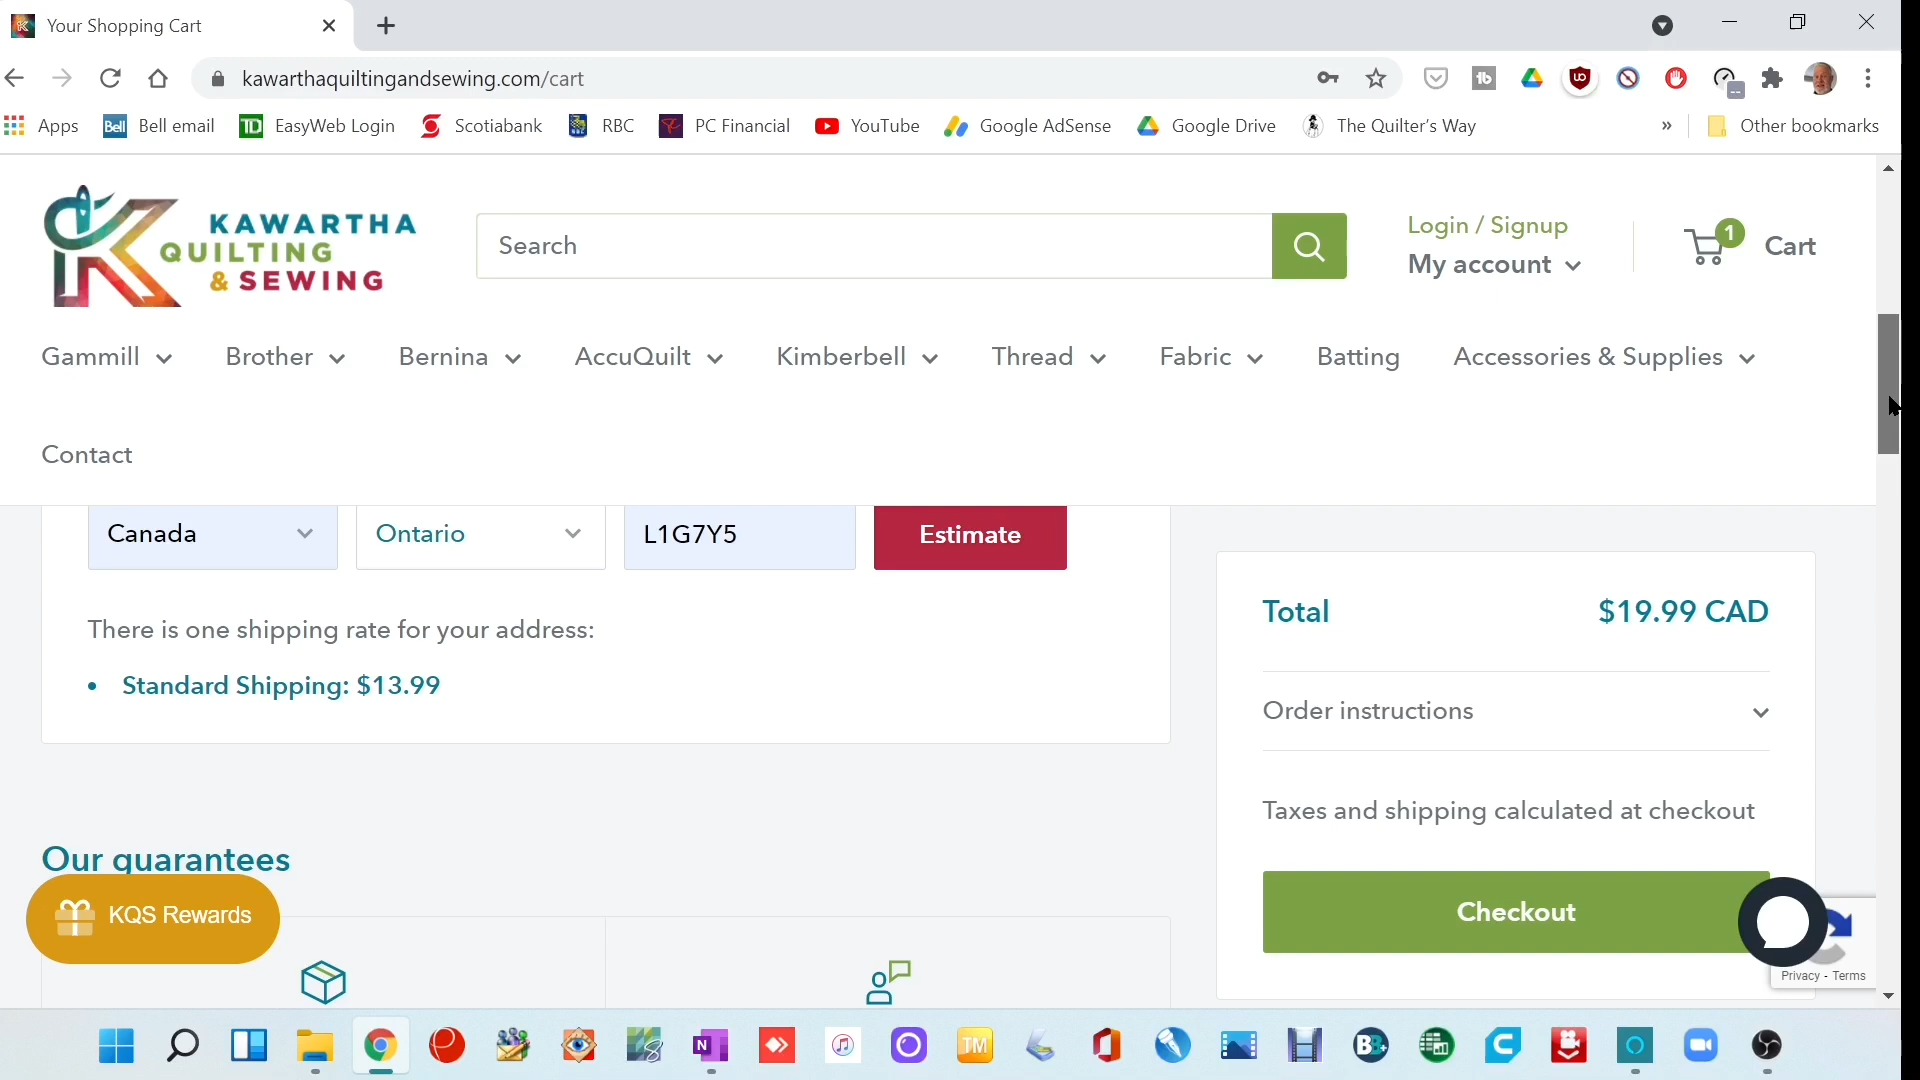 Your Shopping Cart
kawarthaquiltingandsewing.com/cart
Apps
Bell
Bell email
TD
EasyWeb Login
Scotiabank
RBC
PC Financial
YouTube
Google AdSense
Google Drive
The Quilter's Way
»
Other bookmarks
KAWARTHA
QUILTING
& SEWING
Search
Login / Signup
My account
1
Cart
Gammill
Brother
Bernina
AccuQuilt
Kimberbell
Thread
Fabric
Batting
Accessories & Supplies
Contact
Canada
Ontario
L1G7Y5
Estimate
There is one shipping rate for your address:
• Standard Shipping: $13.99
Total
$19.99 CAD
Order instructions
Taxes and shipping calculated at checkout
Checkout
Our guarantees
KQS Rewards
Privacy - Terms
N
TM